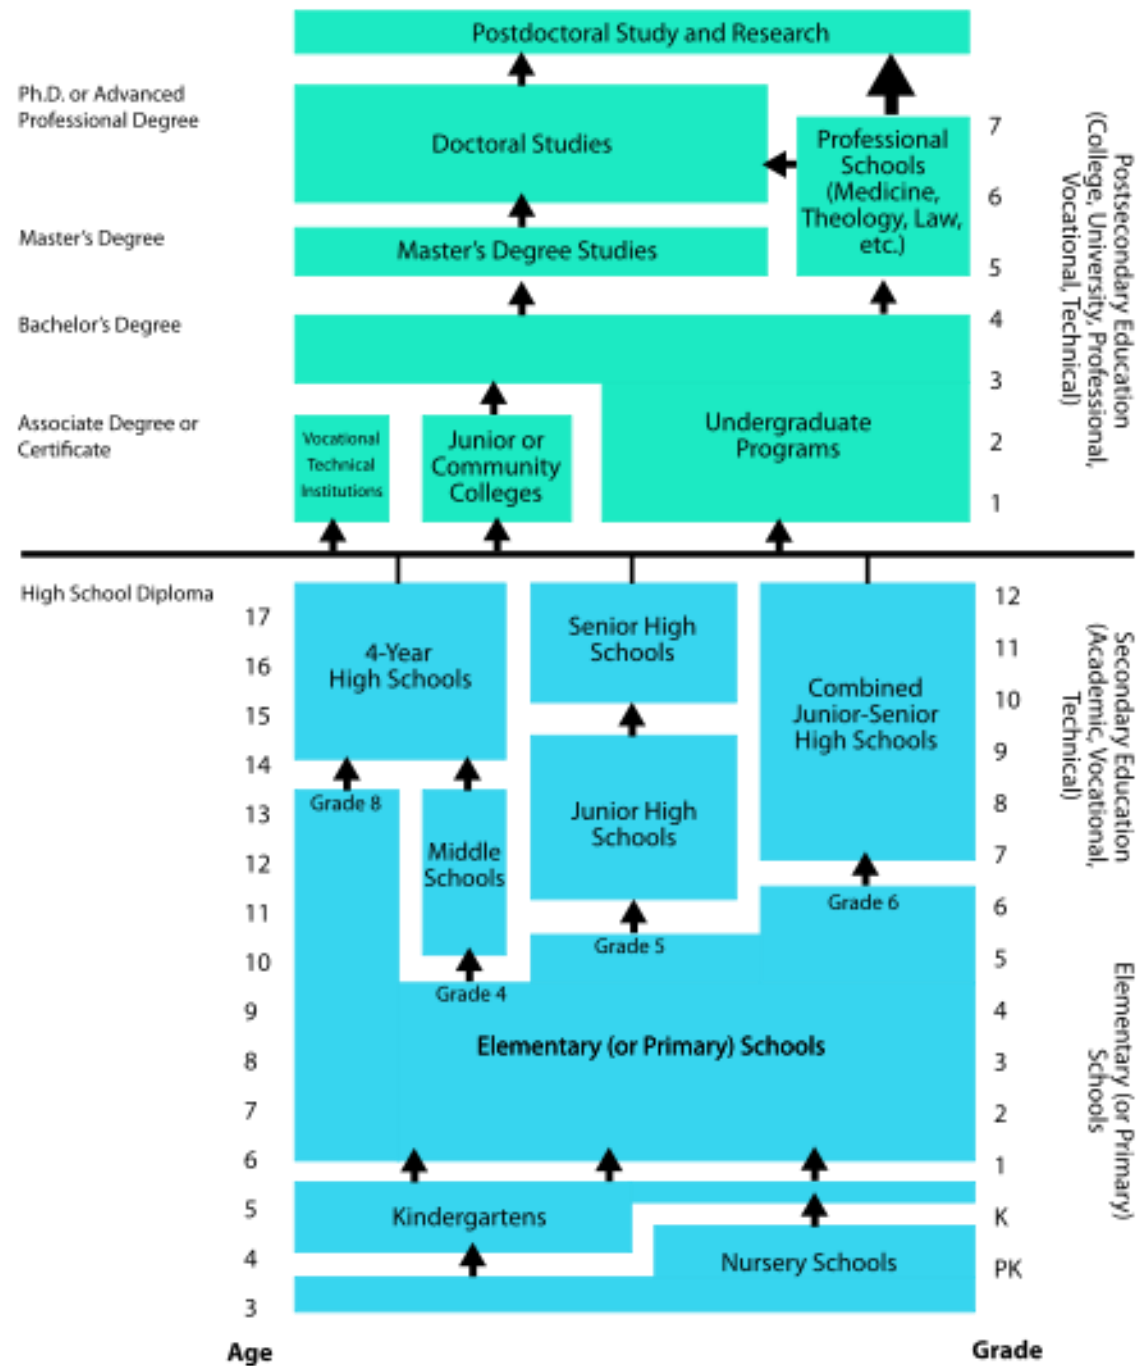 Postdoctoral Study and Research
Ph.D. or Advanced
Professional Degree
Doctoral Studies
Professional
Schools
(Medicine,
Theology, Law,
etc.)
7
6
5
Master's Degree
Master's Degree Studies
Bachelor's Degree
4
3
Associate Degree or
Certificate
Vocational
Technical
Institutions
Junior or
Community
Colleges
Undergraduate
Programs
2
1
Postsecondary Education
(College, University, Professional,
Vocational, Technical)
High School Diploma
17
16
15
14
13
12
11
10
9
8
7
6
5
4
3
Age
4-Year
High Schools
Senior High
Schools
Combined
Junior-Senior
High Schools
Grade 8
Middle
Schools
Junior High
Schools
Grade 6
Grade 5
Grade 4
Elementary (or Primary) Schools
Kindergartens
Nursery Schools
12
11
10
9
8
7
6
5
4
3
2
1
K
PK
Grade
Secondary Education
(Academic, Vocational,
Technical)
Elementary (or Primary)
Schools